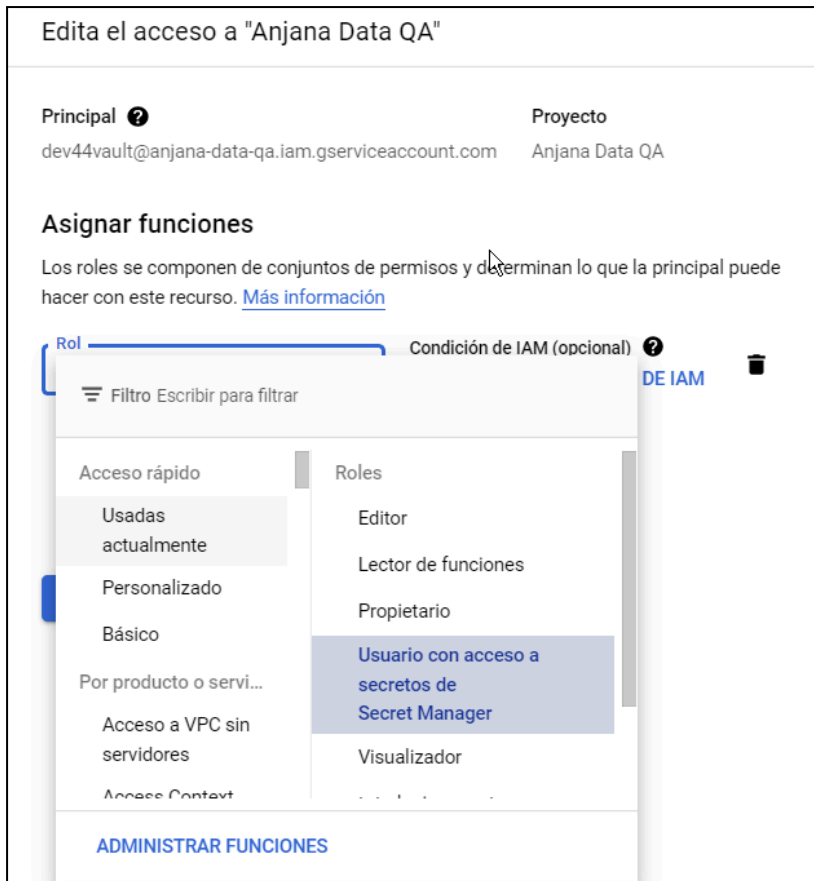 Edita el acceso a "Anjana Data QA"
Principal
Proyecto
dev44vault@anjana-data-qa.iam.gserviceaccount.com
Anjana Data QA
Asignar funciones
Los roles se componen de conjuntos de permisos y determinan lo que la principal puede
hacer con este recurso. Más información
Rol
Condición de IAM (opcional)
DE IAM
Filtro Escribir para filtrar
Acceso rápido
Usadas
actualmente
Personalizado
Básico
Por producto o servi...
Acceso a VPC sin
servidores
Access Context
Roles
Editor
Lector de funciones
Propietario
Usuario con acceso a
secretos de
Secret Manager
Visualizador
ADMINISTRAR FUNCIONES